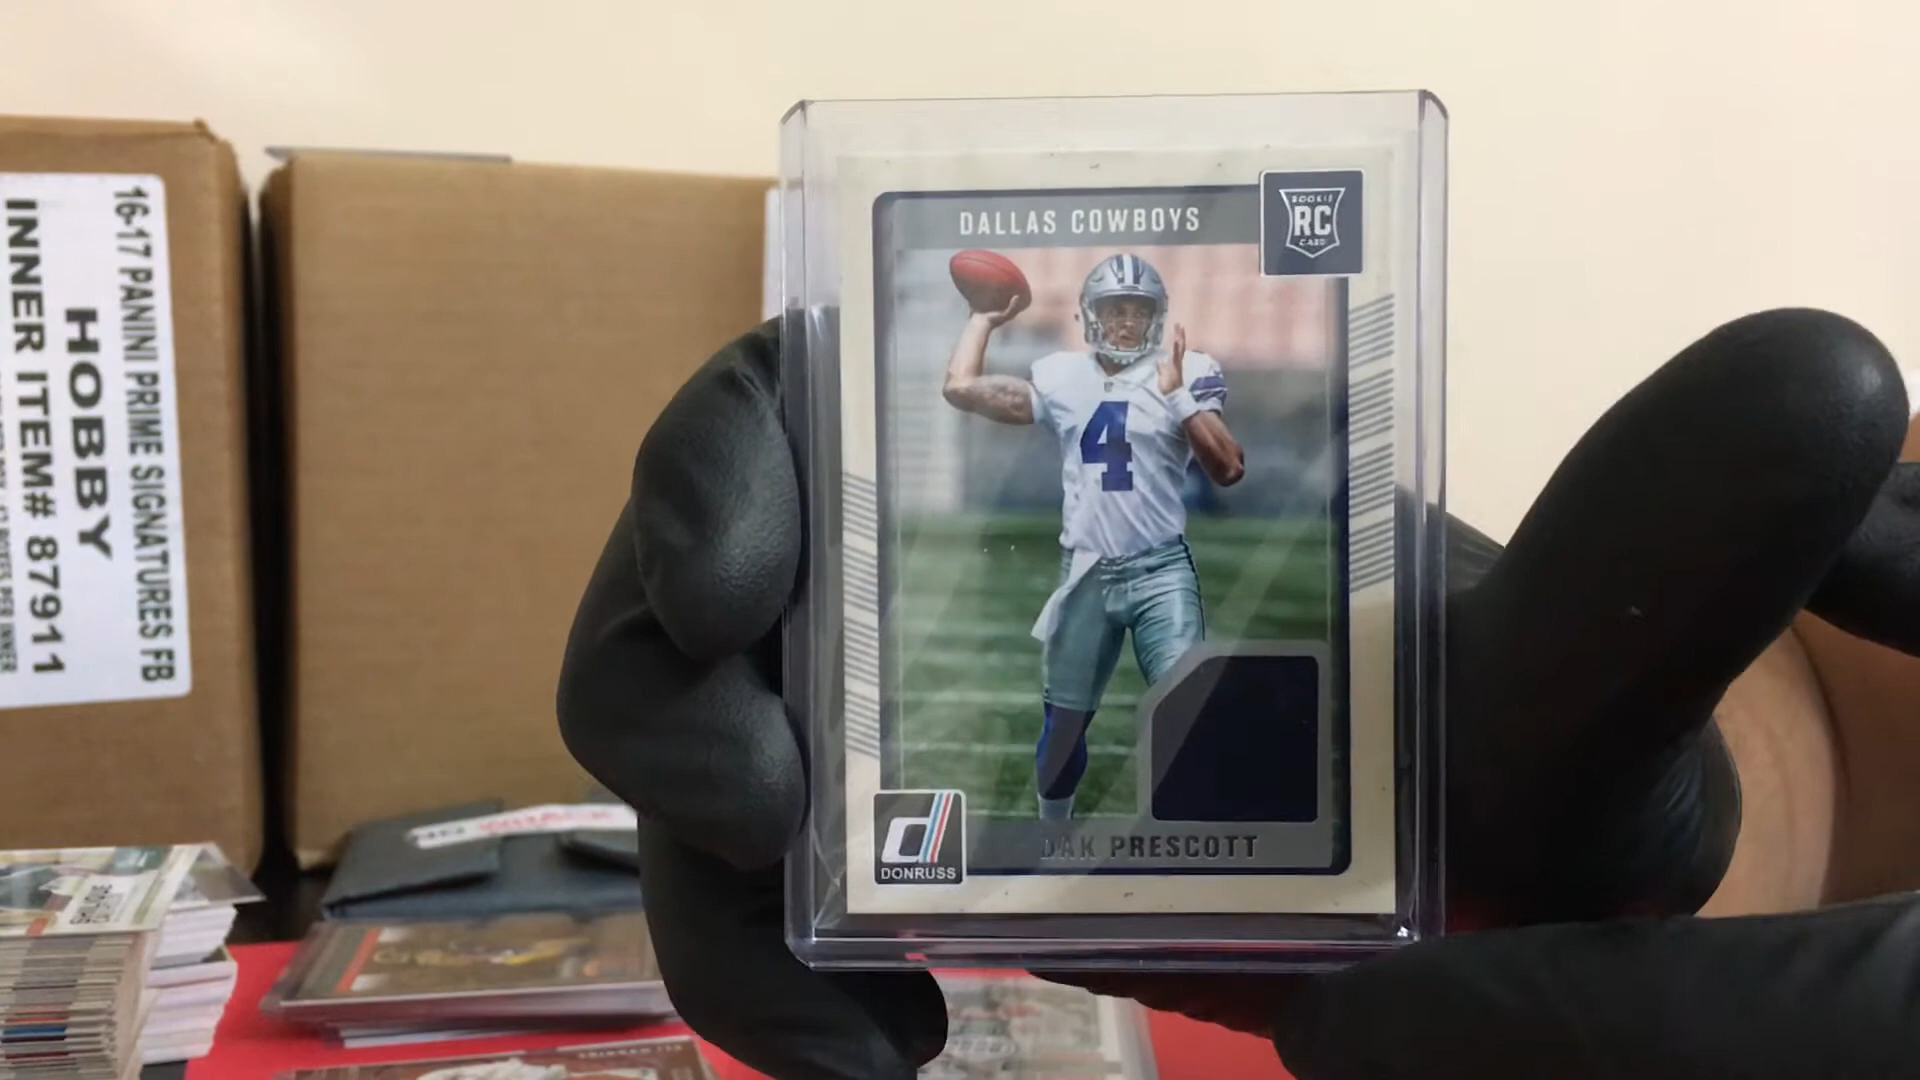 16-17 PANINI PRIME SIGNATURES FB
HOBBY
INNER ITEM# 87911
DALLAS COWBOYS
ROOKIE
RC
CARD
4
DAK PRESCOTT
DONRUSS